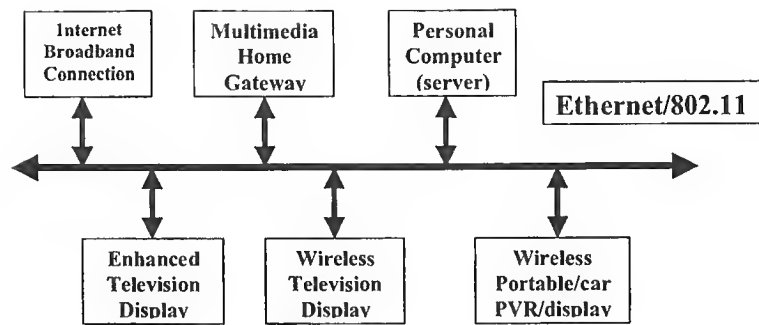 Internet
Broadband
Connection
Multimedia
Home
Gateway
Personal
Computer
(server)
Ethernet/802.11
Enhanced
Television
Display
Wireless
Television
Display
Wireless
Portable/car
PVR/display